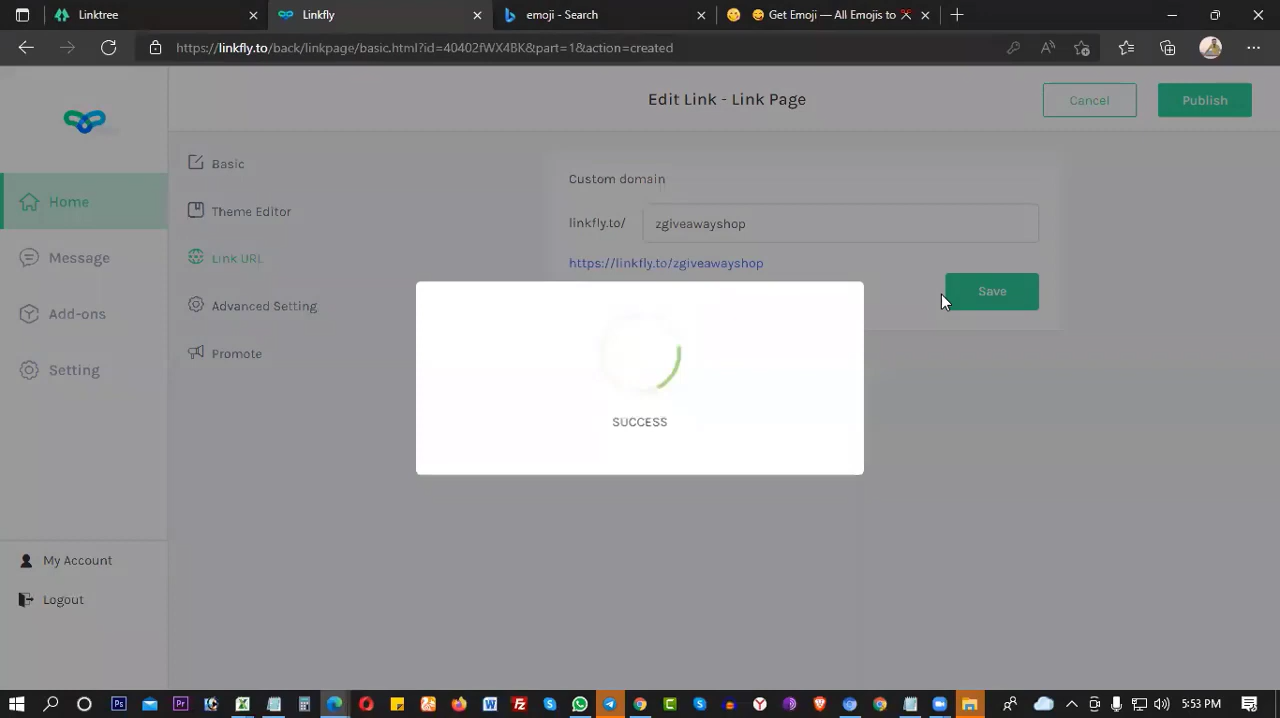 Linktree
Linkfly
emoji - Search
Get Emoji — All Emojis to
https://linkfly.to/back/linkpage/basic.html?id=40402fWX4BK&part=1&action=created
Edit Link - Link Page
Cancel
Publish
Home
Message
Add-ons
Setting
My Account
Logout
Basic
Theme Editor
Link URL
Advanced Setting
Promote
Custom domain
linkfly.to/
zgiveawayshop
https://linkfly.to/zgiveawayshop
Save
SUCCESS
5:53 PM